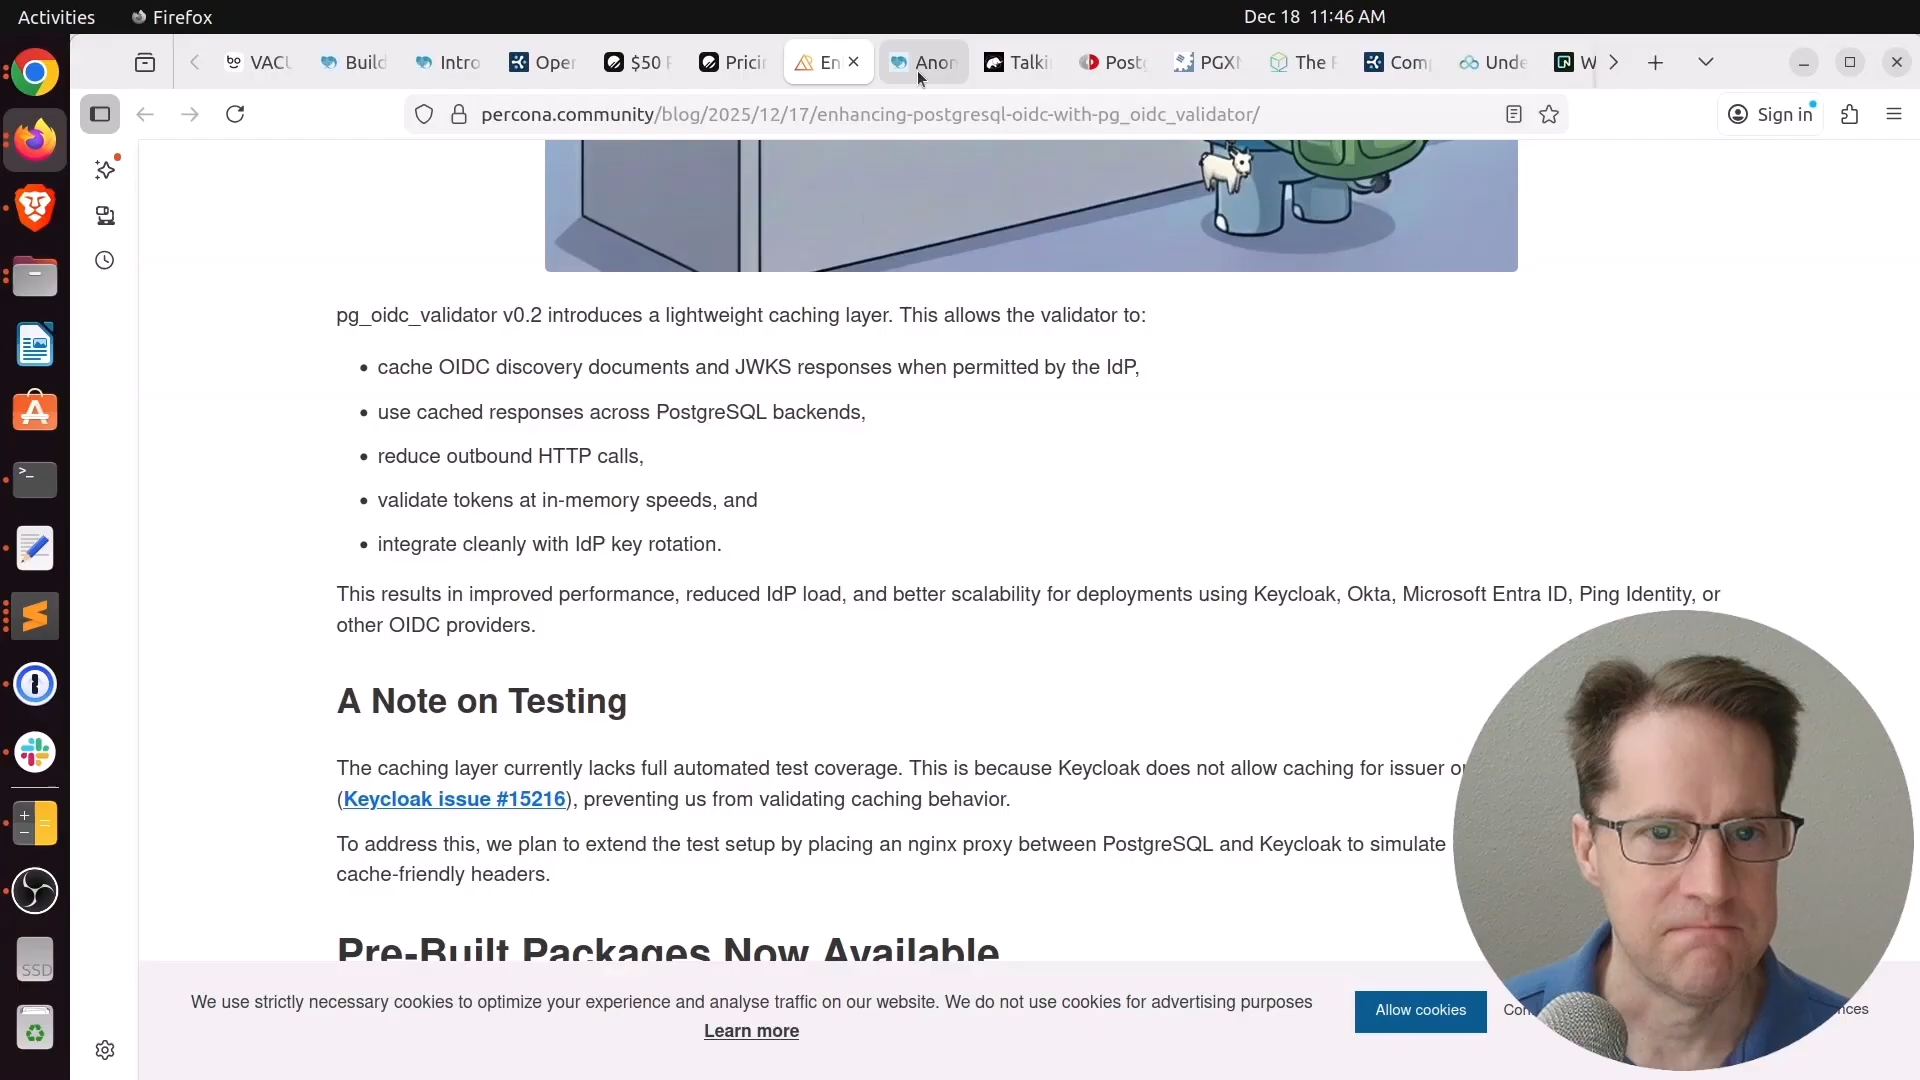 Activities
Firefox
Dec 18 11:46 AM
VACU
Build
Intro
Oper
$50 F
Prici
En
Anon
Talki
Postg
PGXN
The F
Comp
Unde
W
percona.community/blog/2025/12/17/enhancing-postgresql-oidc-with-pg_oidc_validator/
Sign in
pg_oidc_validator v0.2 introduces a lightweight caching layer. This allows the validator to:
• cache OIDC discovery documents and JWKS responses when permitted by the IdP,
• use cached responses across PostgreSQL backends,
• reduce outbound HTTP calls,
• validate tokens at in-memory speeds, and
• integrate cleanly with IdP key rotation.
This results in improved performance, reduced IdP load, and better scalability for deployments using Keycloak, Okta, Microsoft Entra ID, Ping Identity, or
other OIDC providers.
A Note on Testing
The caching layer currently lacks full automated test coverage. This is because Keycloak does not allow caching for issuer or
(Keycloak issue #15216), preventing us from validating caching behavior.
To address this, we plan to extend the test setup by placing an nginx proxy between PostgreSQL and Keycloak to simulate
cache-friendly headers.
Pre-Built Packages Now Available
We use strictly necessary cookies to optimize your experience and analyse traffic on our website. We do not use cookies for advertising purposes
Learn more
Allow cookies
SSD